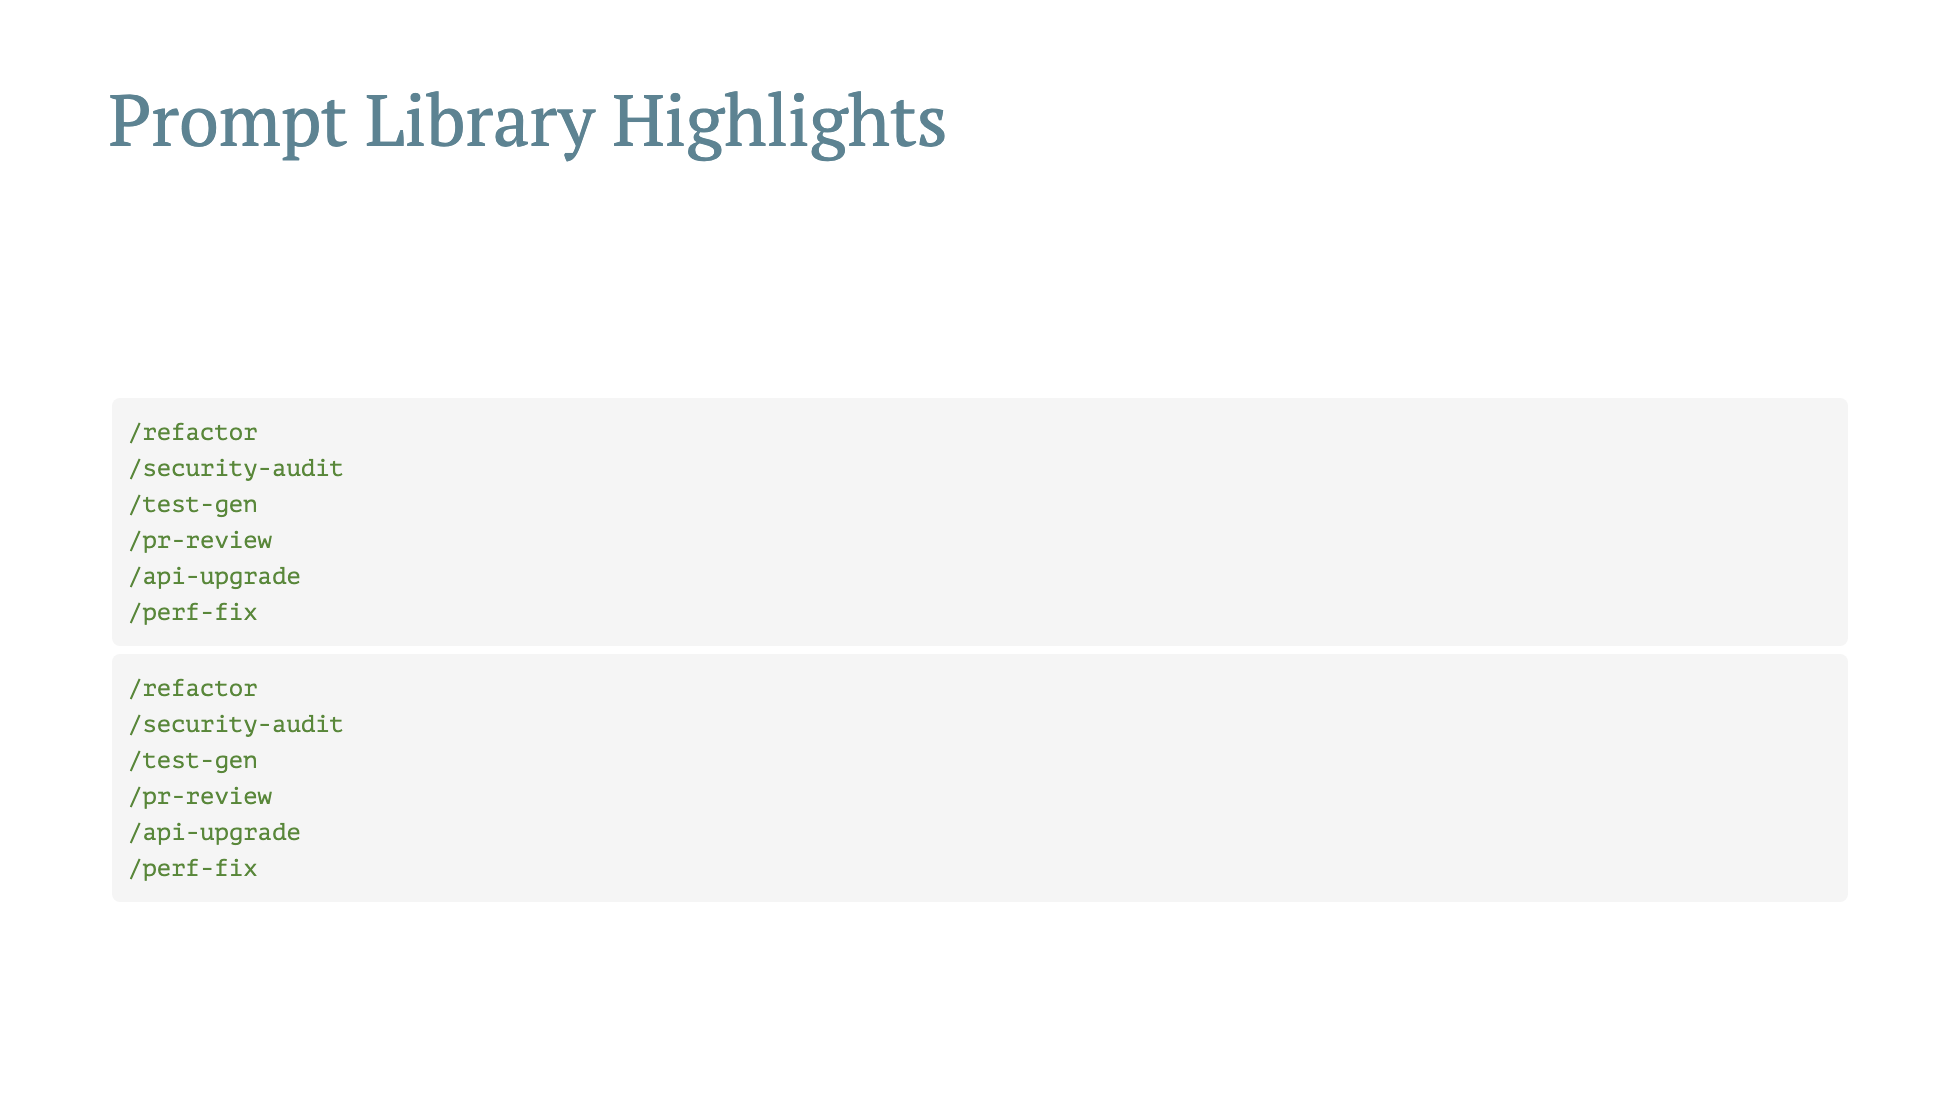 Prompt Library Highlights
/refactor
/security-audit
/test-gen
/pr-review
/api-upgrade
/perf-fix
/refactor
/security-audit
/test-gen
/pr-review
/api-upgrade
/perf-fix